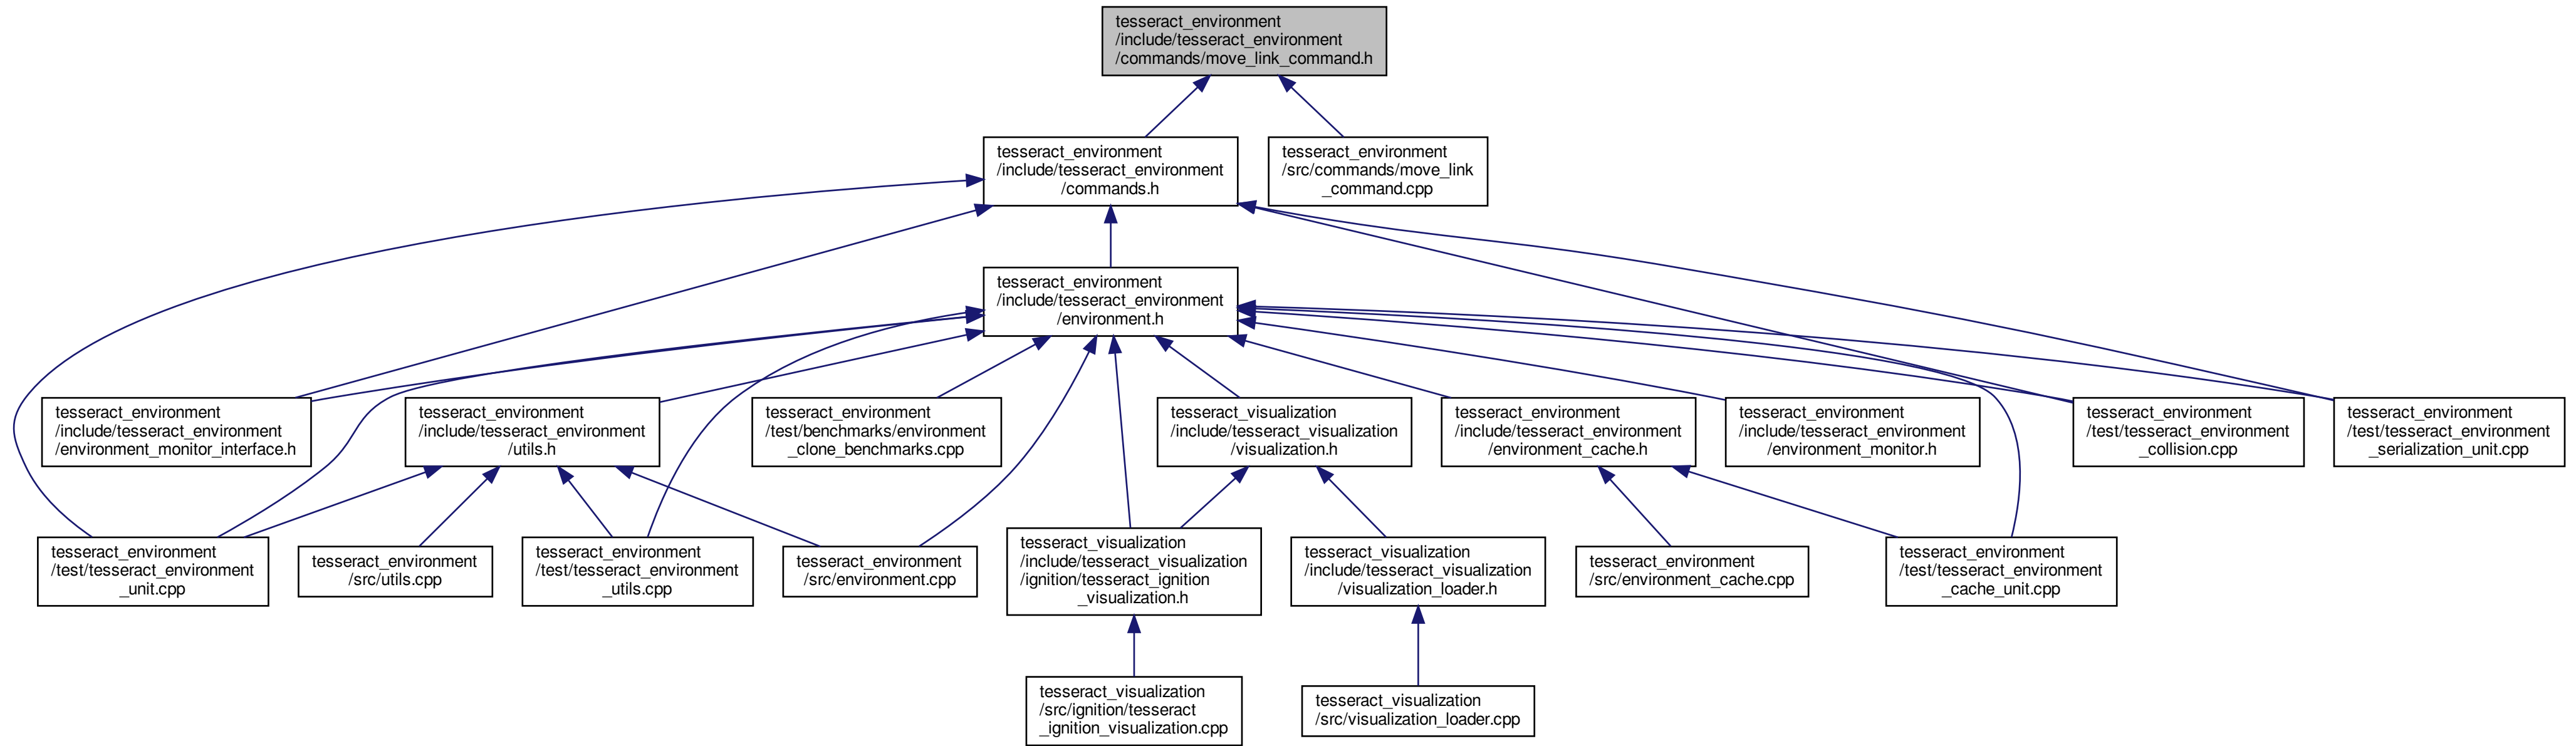 tesseract_environment
/include/tesseract_environment
/commands/move_link_command.h
tesseract_environment
/include/tesseract_environment
/commands.h
tesseract_environment
/src/commands/move_link
_command.cpp
tesseract_environment
/include/tesseract_environment
/environment.h
tesseract_environment
/include/tesseract_environment
/environment_monitor_interface.h
tesseract_environment
/include/tesseract_environment
/utils.h
tesseract_environment
/test/benchmarks/environment
_clone_benchmarks.cpp
tesseract_visualization
/include/tesseract_visualization
/visualization.h
tesseract_environment
/include/tesseract_environment
/environment_cache.h
tesseract_environment
/include/tesseract_environment
/environment_monitor.h
tesseract_environment
/test/tesseract_environment
_collision.cpp
tesseract_environment
/test/tesseract_environment
_serialization_unit.cpp
tesseract_environment
/test/tesseract_environment
_unit.cpp
tesseract_environment
/src/utils.cpp
tesseract_environment
/test/tesseract_environment
_utils.cpp
tesseract_environment
/src/environment.cpp
tesseract_visualization
/include/tesseract_visualization
/ignition/tesseract_ignition
_visualization.h
tesseract_visualization
/include/tesseract_visualization
/visualization_loader.h
tesseract_environment
/src/environment_cache.cpp
tesseract_environment
/test/tesseract_environment
_cache_unit.cpp
tesseract_visualization
/src/ignition/tesseract
_ignition_visualization.cpp
tesseract_visualization
/src/visualization_loader.cpp